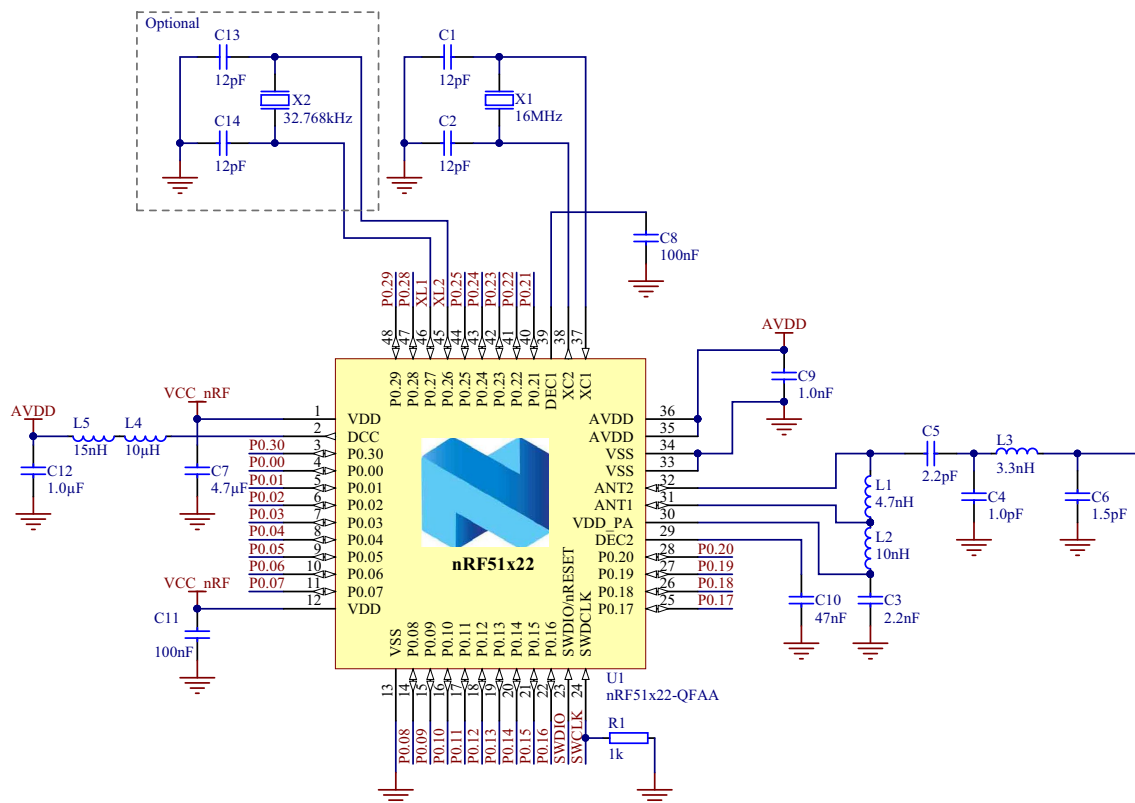 Optional
C13
12pF
X2
32.768kHz
C14
12pF
C1
12pF
X1
16MHz
C2
12pF
C8
100nF
P0.29
P0.28
XL1
XL2
P0.25
P0.24
P0.23
P0.22
P0.21
48
47
46
45
44
43
42
41
40
39
38
37
P0.29
P0.28
P0.27
P0.26
P0.25
P0.24
P0.23
P0.22
P0.21
DEC1
XC2
XC1
AVDD
L5
15nH
L4
10µH
C12
1.0µF
VCC_nRF
C7
4.7µF
1 VDD
2 DCC
P0.30 3 P0.30
P0.00 4 P0.00
P0.01 5 P0.01
P0.02 6 P0.02
P0.03 7 P0.03
P0.04 8 P0.04
P0.05 9 P0.05
P0.06 10 P0.06
P0.07 11 P0.07
VCC_nRF 12 VDD
C11
100nF
nRF51x22
AVDD 36
AVDD 35
VSS 34
VSS 33
ANT2 32
ANT1 31
VDD_PA 30
DEC2 29
P0.20 28 P0.20
P0.19 27 P0.19
P0.18 26 P0.18
P0.17 25 P0.17
AVDD
C9
1.0nF
C5
2.2pF
L3
3.3nH
L1
4.7nH
L2
10nH
C4
1.0pF
C6
1.5pF
C10
47nF
C3
2.2nF
VSS
P0.08
P0.09
P0.10
P0.11
P0.12
P0.13
P0.14
P0.15
P0.16
SWDIO/nRESET
SWDCLK
13
14
15
16
17
18
19
20
21
22
23
24
P0.08
P0.09
P0.10
P0.11
P0.12
P0.13
P0.14
P0.15
P0.16
SWDIO
SWCLK
U1
nRF51x22-QFAA
R1
1k